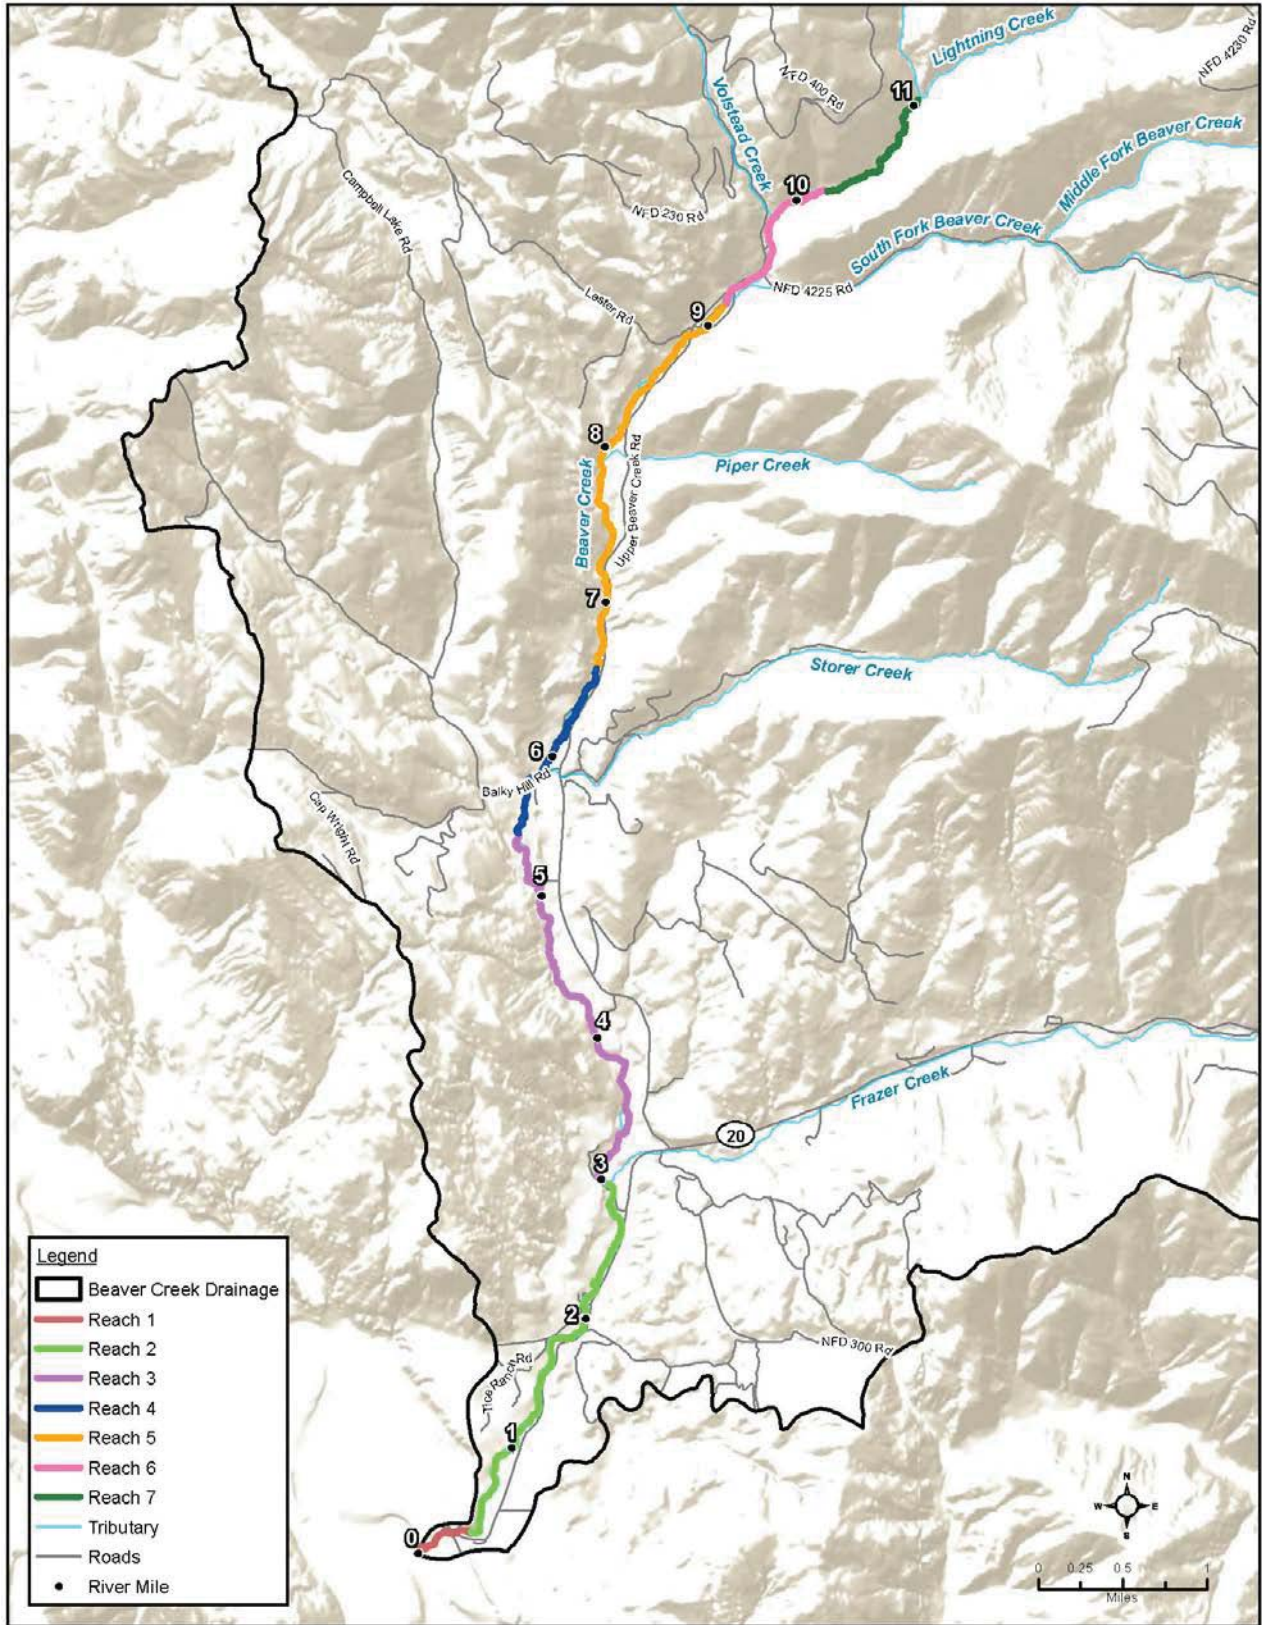 Lightning Creek
NFD 4230 Rd
NFD 400 Rd
11
Volstead Creek
Middle Fork Beaver Creek
Campbell Lake Rd
10
NFD 230 Rd
South Fork Beaver Creek
NFD 4225 Rd
Lester Rd
9
8
Upper Beaver Creek Rd
Piper Creek
Beaver Creek
7
Storer Creek
6
Balky Hill Rd
Cap Wright Rd
5
4
Frazer Creek
20
3
2
NFD 300 Rd
Tice Ranch Rd
1
0
Legend
Beaver Creek Drainage
Reach 1
Reach 2
Reach 3
Reach 4
Reach 5
Reach 6
Reach 7
Tributary
Roads
River Mile
N
W E
S
0 0.25 0.5 1
Miles